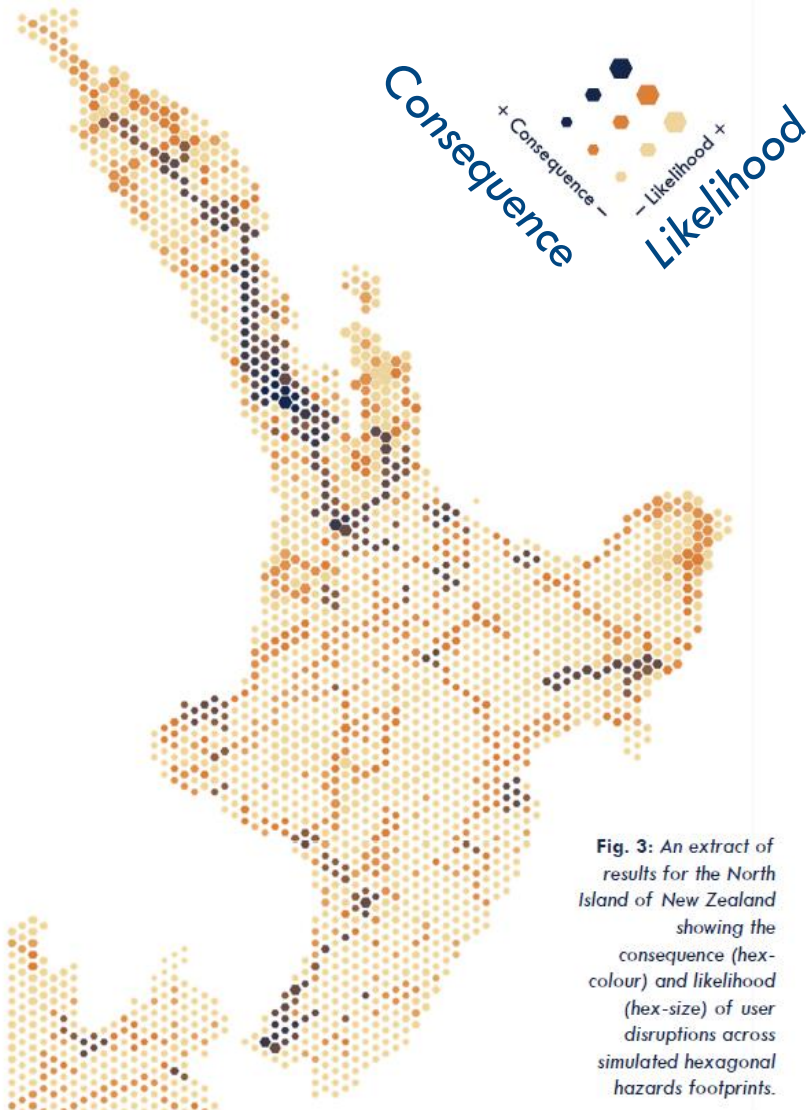 Consequence
Likelihood
+ Consequence –
– Likelihood +
Fig. 3: An extract of
results for the North
Island of New Zealand
showing the
consequence (hex-
colour) and likelihood
(hex-size) of user
disruptions across
simulated hexagonal
hazards footprints.